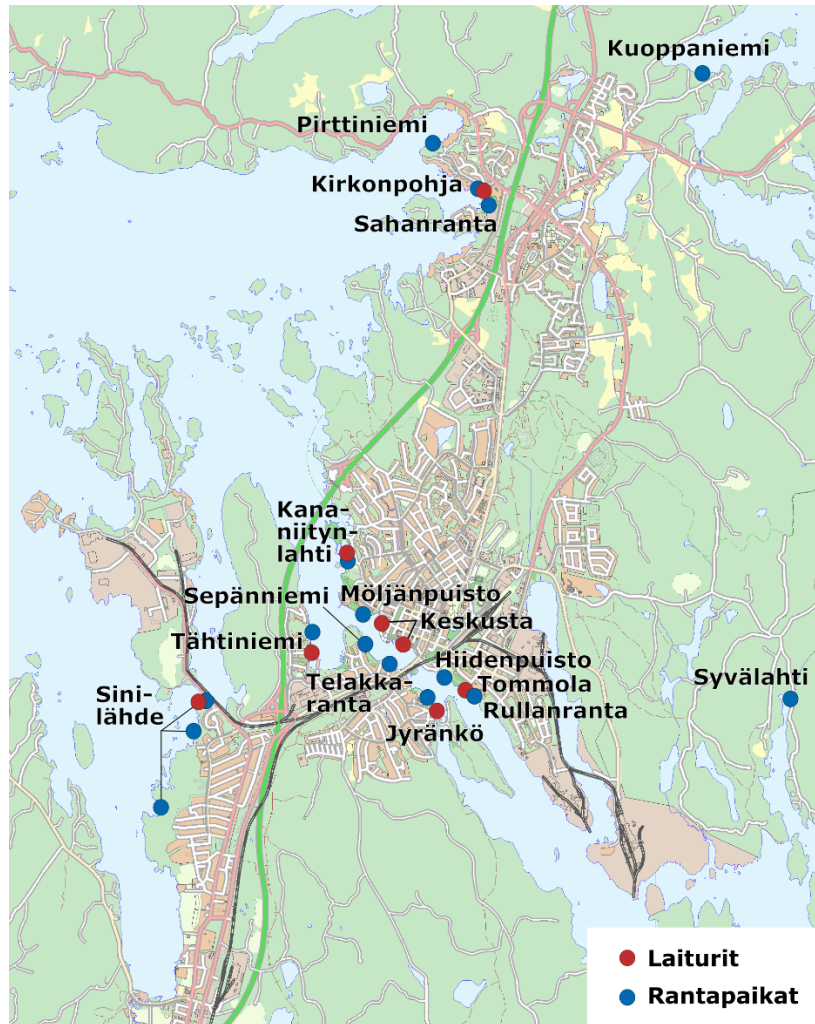 Kuoppaniemi
Pirttiniemi
Kirkonpohja
Sahanranta
Kana-
niityn-
lahti
Sepänniemi
Möljänpuisto
Keskusta
Tähtiniemi
Hiidenpuisto
Telakka-
ranta
Tommola
Syvälahti
Sini-
lähde
Rullanranta
Jyränkö
Laiturit
Rantapaikat